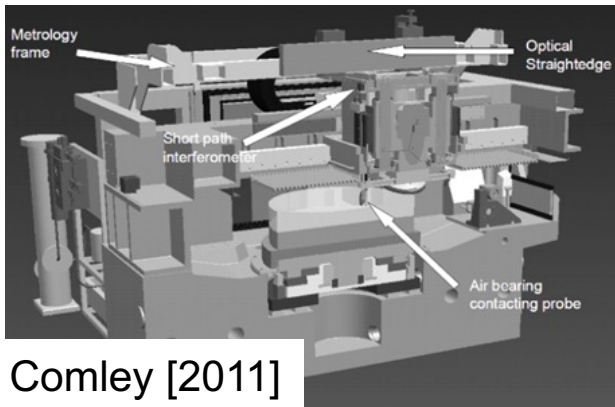 Metrology
frame
Optical
Straightedge
Short path
interferometer
Air bearing
contacting probe
Comley [2011]